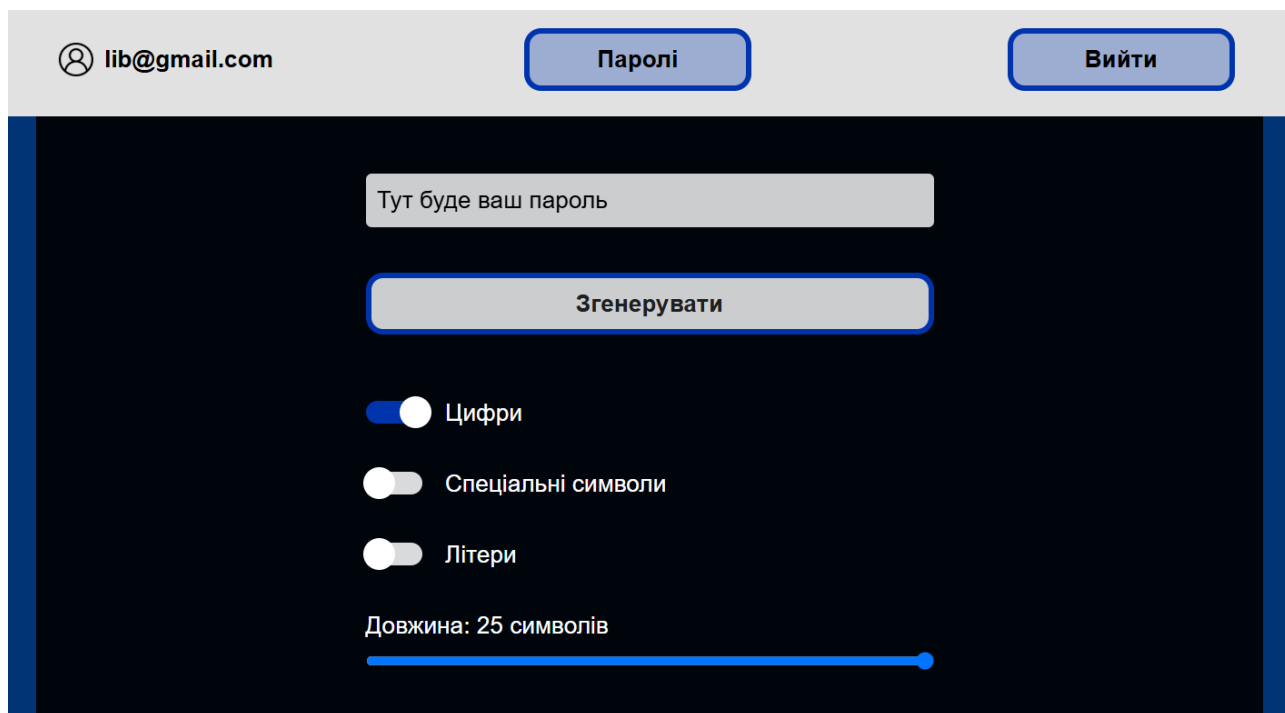 lib@gmail.com Паролі Вийти
Тут буде ваш пароль
Згенерувати
Цифри
Спеціальні символи
Літери
Довжина: 25 символів